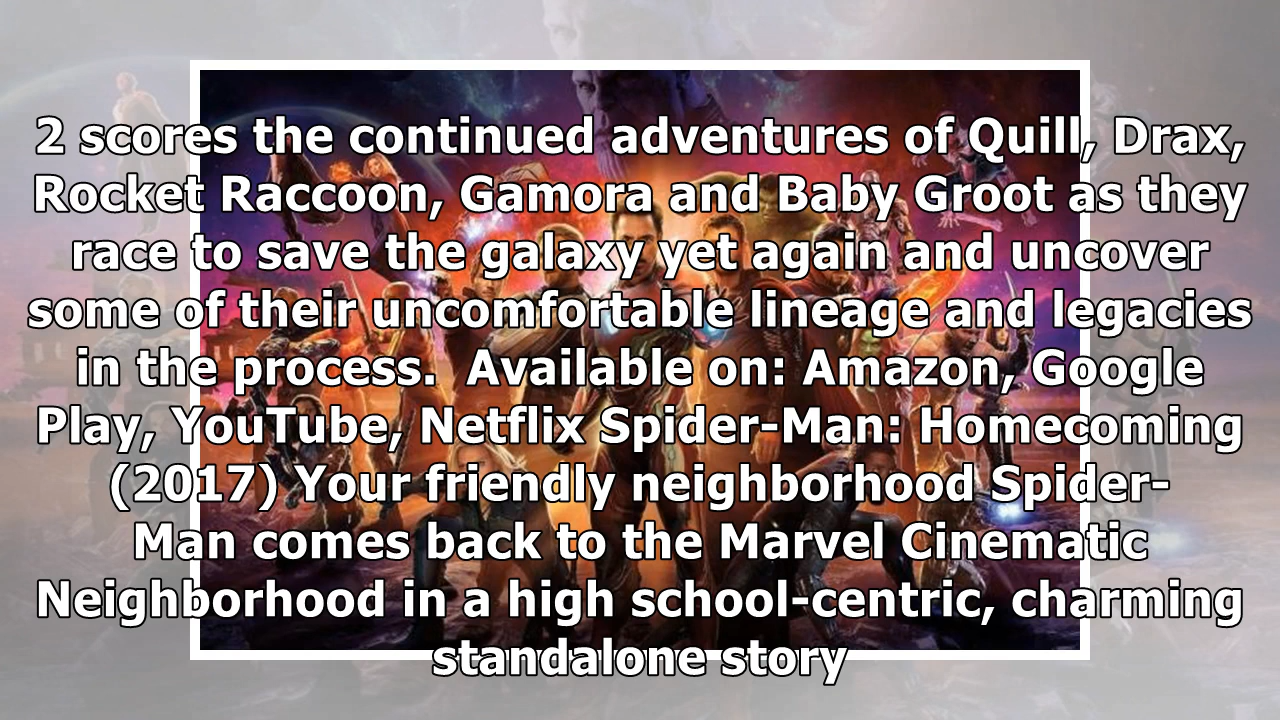 2 scores the continued adventures of Quill, Drax,
Rocket Raccoon, Gamora and Baby Groot as they
race to save the galaxy yet again and uncover
some of their uncomfortable lineage and legacies
in the process.  Available on: Amazon, Google
Play, YouTube, Netflix Spider-Man: Homecoming
(2017) Your friendly neighborhood Spider-
Man comes back to the Marvel Cinematic
Neighborhood in a high school-centric, charming
standalone story